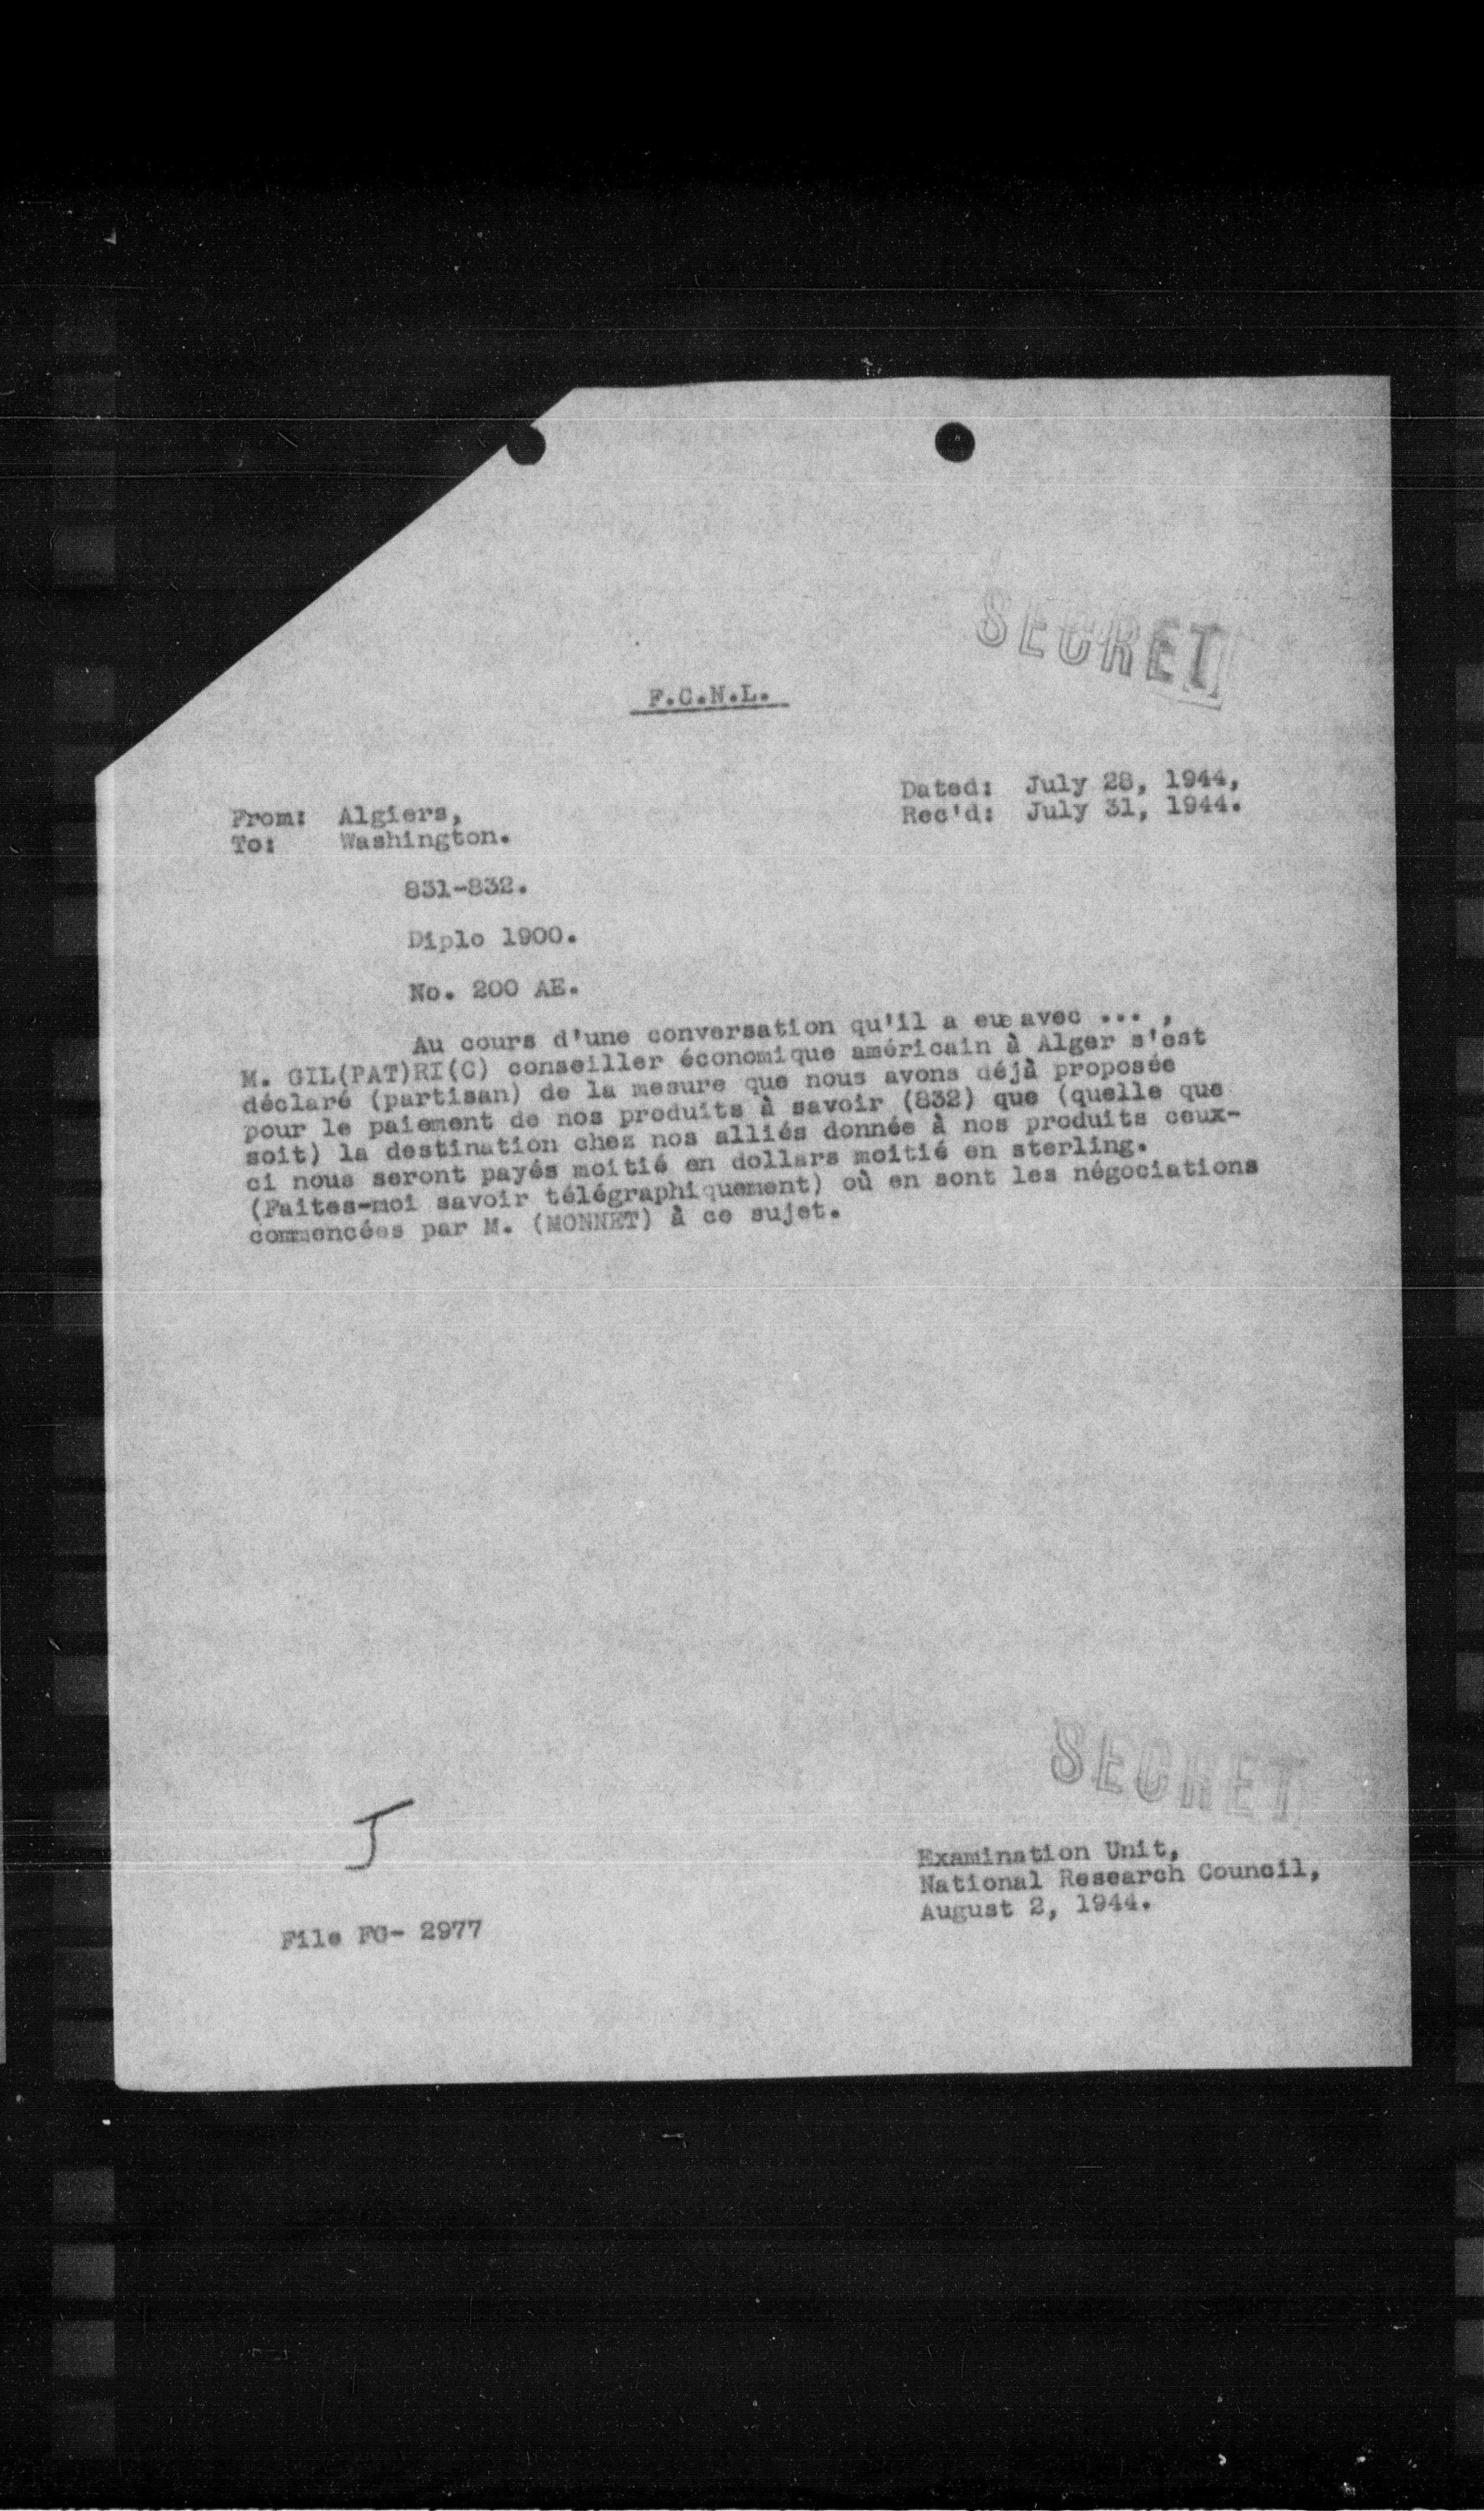 SECRET
F.C.N.L.
Dated: July 28, 1944,
Rec'd: July 31, 1944.
From: Algiers,
To: Washington.
831-832.
Diplo 1900.
No. 200 AE.
Au cours d'une conversation qu'il a eue avec ... ,
M. GIL(PAT)RI(C) conseiller économique américain à Alger s'est
déclaré (partisan) de la mesure que nous avons déjà proposée
pour le paiement de nos produits à savoir (832) que (quelle que
soit) la destination chez nos alliés donnée à nos produits ceux-
ci nous seront payés moitié en dollars moitié en sterling.
(Faites-moi savoir télégraphiquement) où en sont les négociations
commencées par M. (MONNET) à ce sujet.
SECRET
J
Examination Unit,
National Research Council,
August 2, 1944.
File FG- 2977